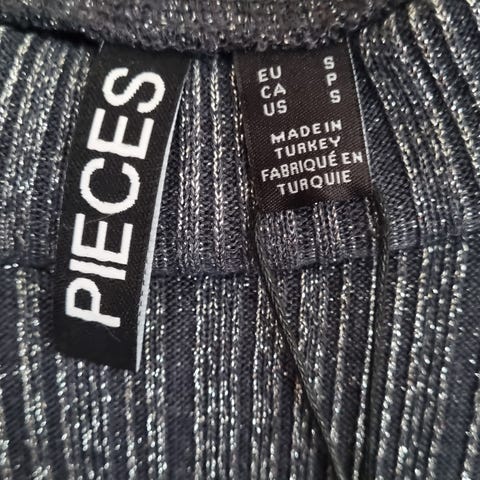 PIECES
EU S
CA P
US S
MADE IN
TURKEY
FABRIQUÉ EN
TURQUIE